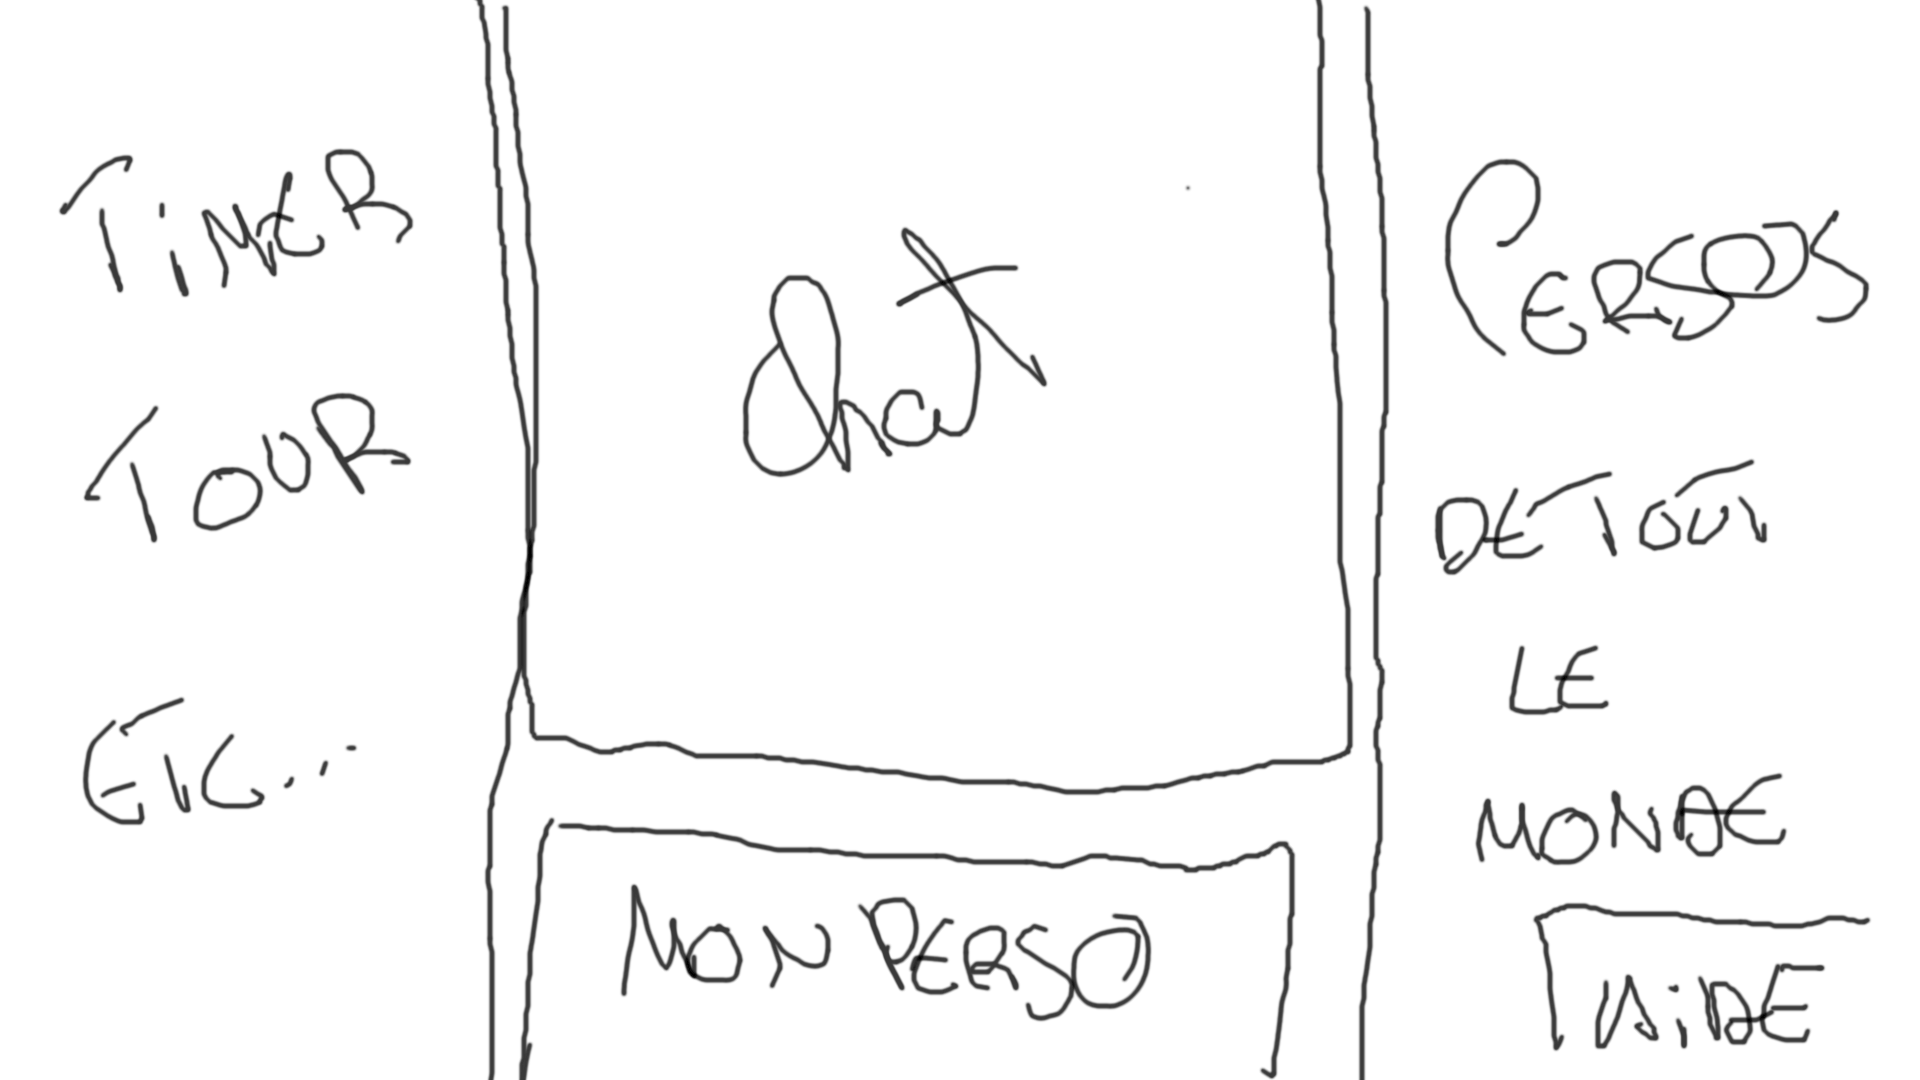 TiMER
TOUR
ETC...
chat
MON PERSO
PERSOS
DE TOUT
LE
MONDE
AIDE